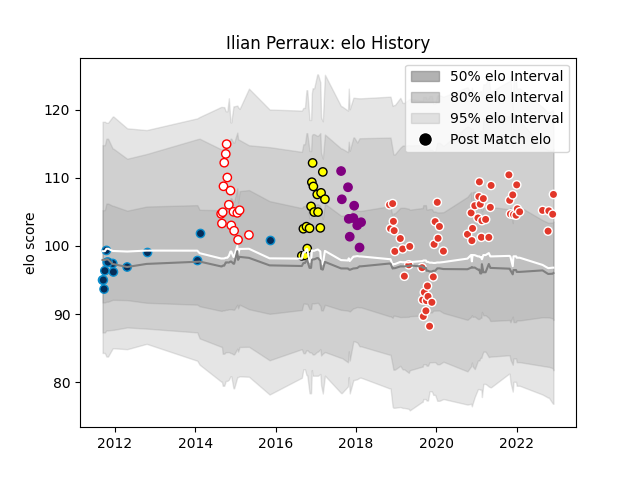 Ilian Perraux: elo History
50% elo Interval
80% elo Interval
95% elo Interval
Post Match elo
elo score
120
110
100
90
80
2012 2014 2016 2018 2020 2022